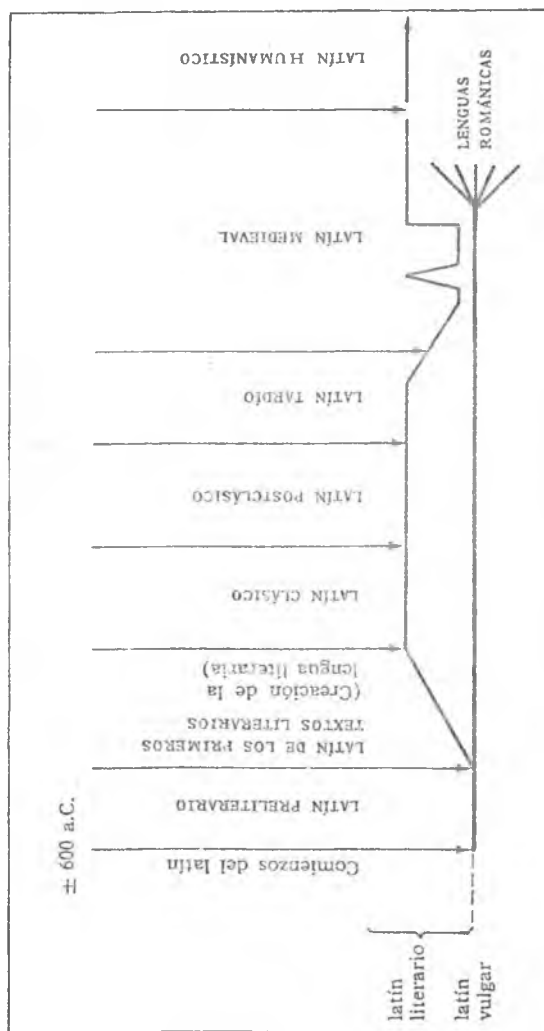 ± 600 a.C.
Comienzos del latín
LATÍN PRELITERARIO
LATÍN DE LOS PRIMEROS
TEXTOS LITERARIOS
(Creación de la
lengua literaria)
LATÍN CLÁSICO
LATÍN POSTCLÁSICO
LATÍN TARDÍO
LATÍN MEDIEVAL
LATÍN HUMANÍSTICO
latín
literario
latín
vulgar
LENGUAS
ROMÁNICAS